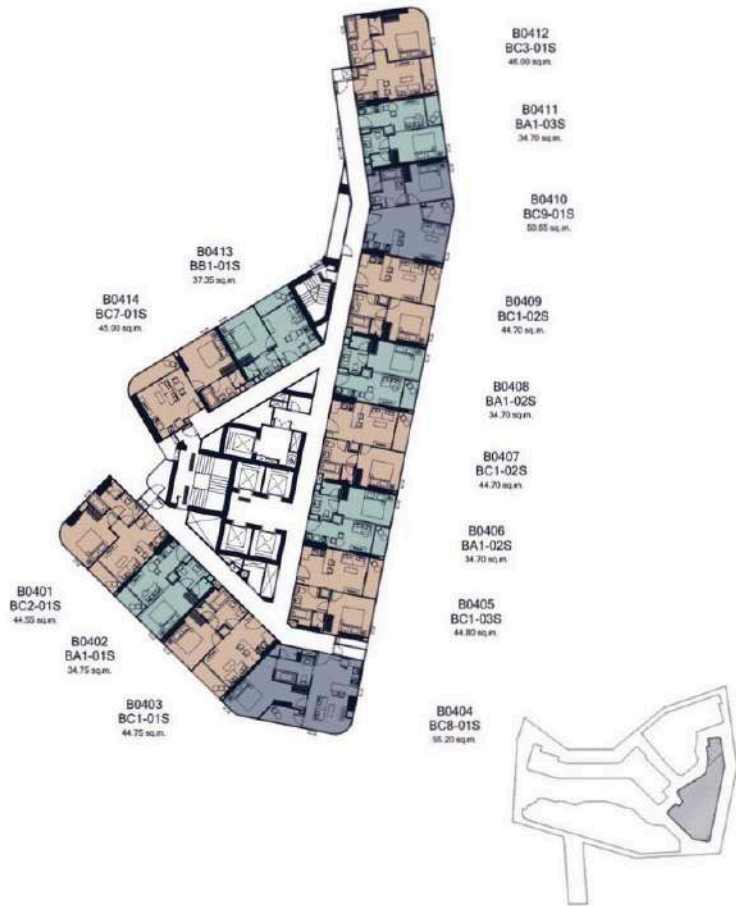 B0412
BC3-01S
46.00 sq.m.
B0411
BA1-03S
34.70 sq.m.
B0410
BC9-01S
50.55 sq.m.
B0413
BB1-01S
37.35 sq.m.
B0414
BC7-01S
45.00 sq.m.
B0409
BC1-02S
44.70 sq.m.
B0408
BA1-02S
34.70 sq.m.
B0407
BC1-02S
44.70 sq.m.
B0406
BA1-02S
34.70 sq.m.
B0405
BC1-03S
44.80 sq.m.
B0401
BC2-01S
44.55 sq.m.
B0402
BA1-01S
34.75 sq.m.
B0403
BC1-01S
44.75 sq.m.
B0404
BC8-01S
55.20 sq.m.